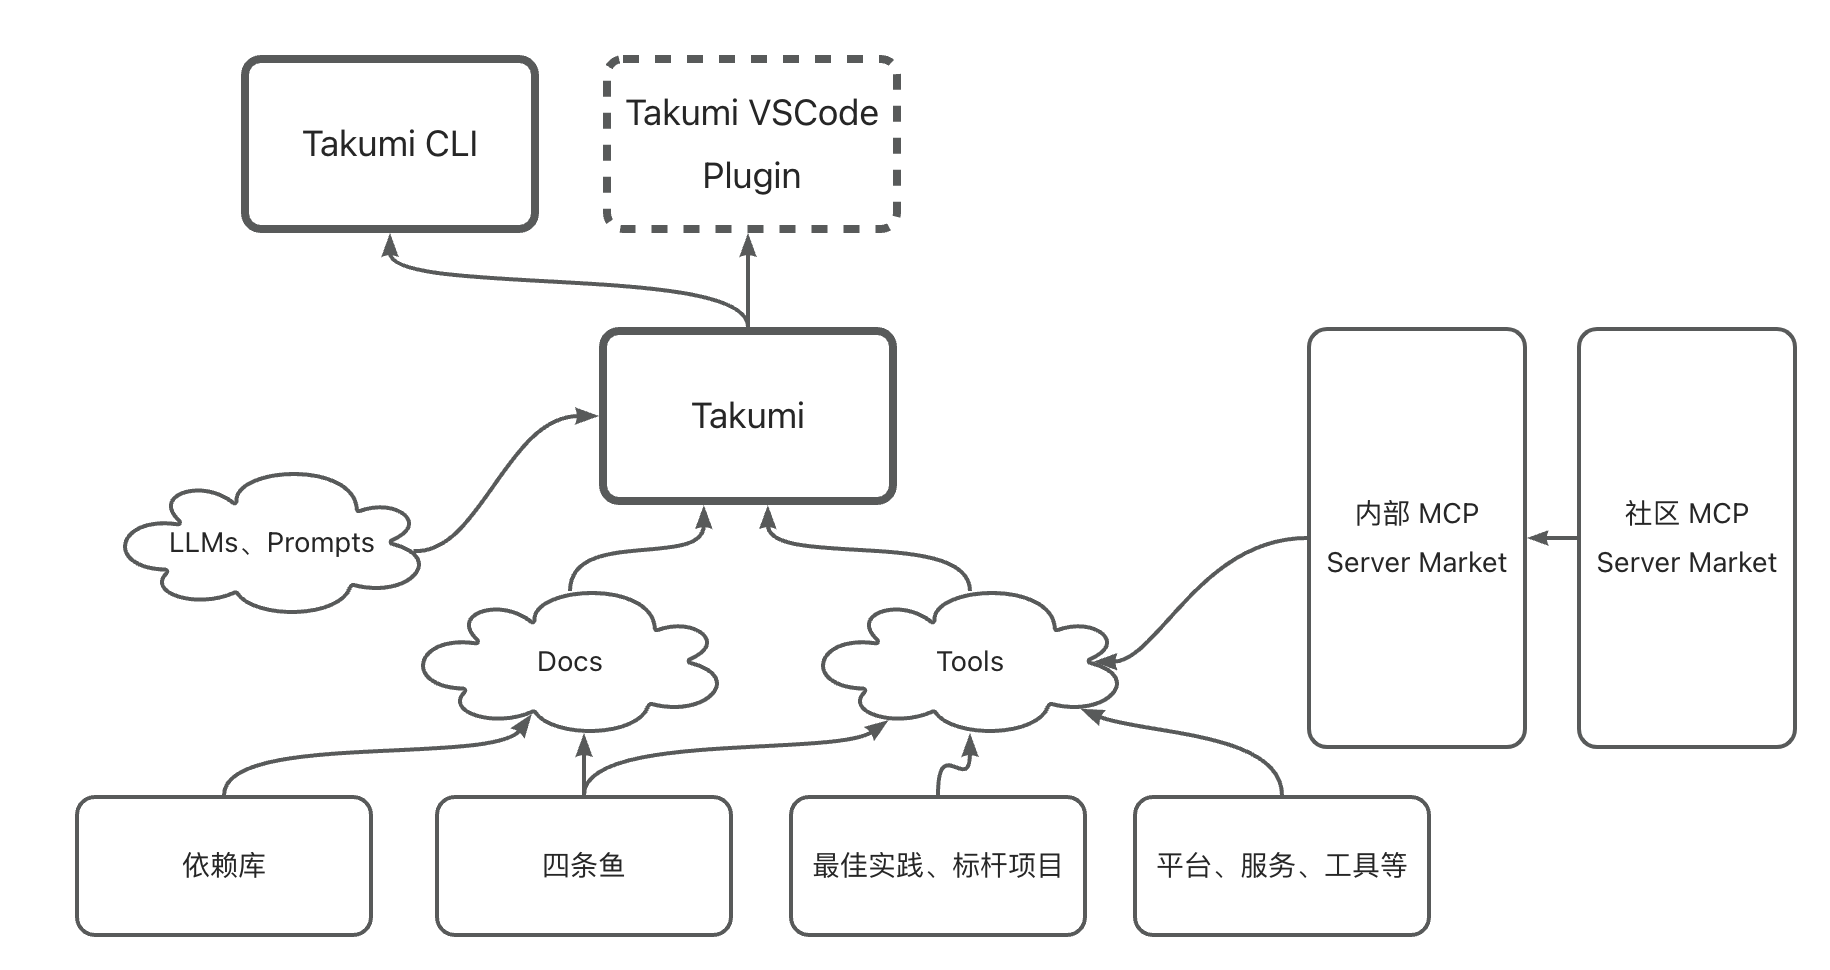 Takumi CLI
Takumi VSCode
Plugin
Takumi
LLMs、Prompts
内部 MCP
Server Market
社区 MCP
Server Market
Docs
Tools
依赖库
四条鱼
最佳实践、标杆项目
平台、服务、工具等